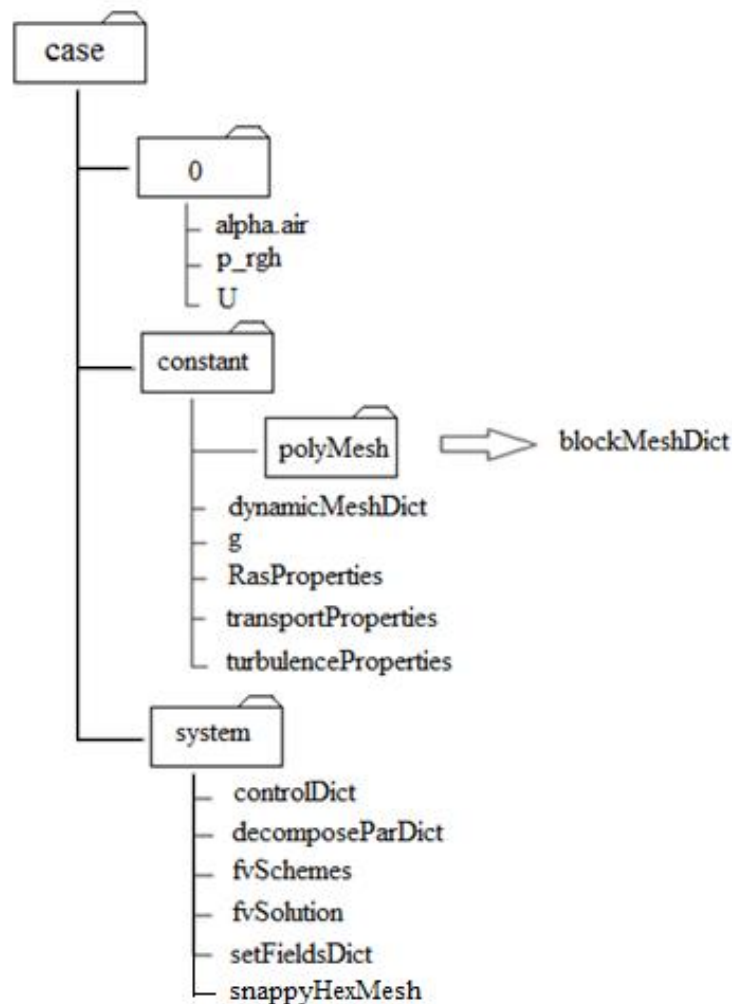 case
0
alpha.air
p_rgh
U
constant
polyMesh
blockMeshDict
dynamicMeshDict
g
RasProperties
transportProperties
turbulenceProperties
system
controlDict
decomposeParDict
fvSchemes
fvSolution
setFieldsDict
snappyHexMesh